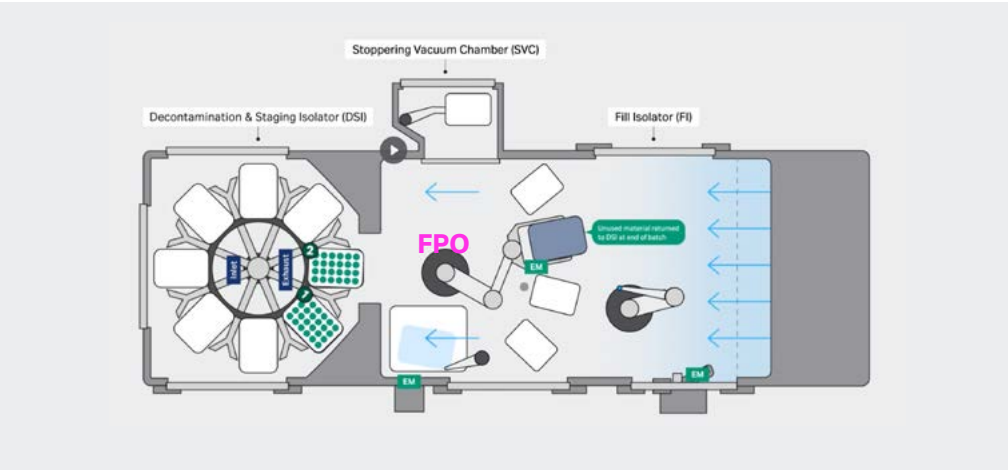 Stoppering Vacuum Chamber (SVC)
Decontamination & Staging Isolator (DSI)
Fill Isolator (FI)
FPO
Unused material returned
to DSI at end of batch
EM
2
Inlet
Exhaust
1
EM
EM